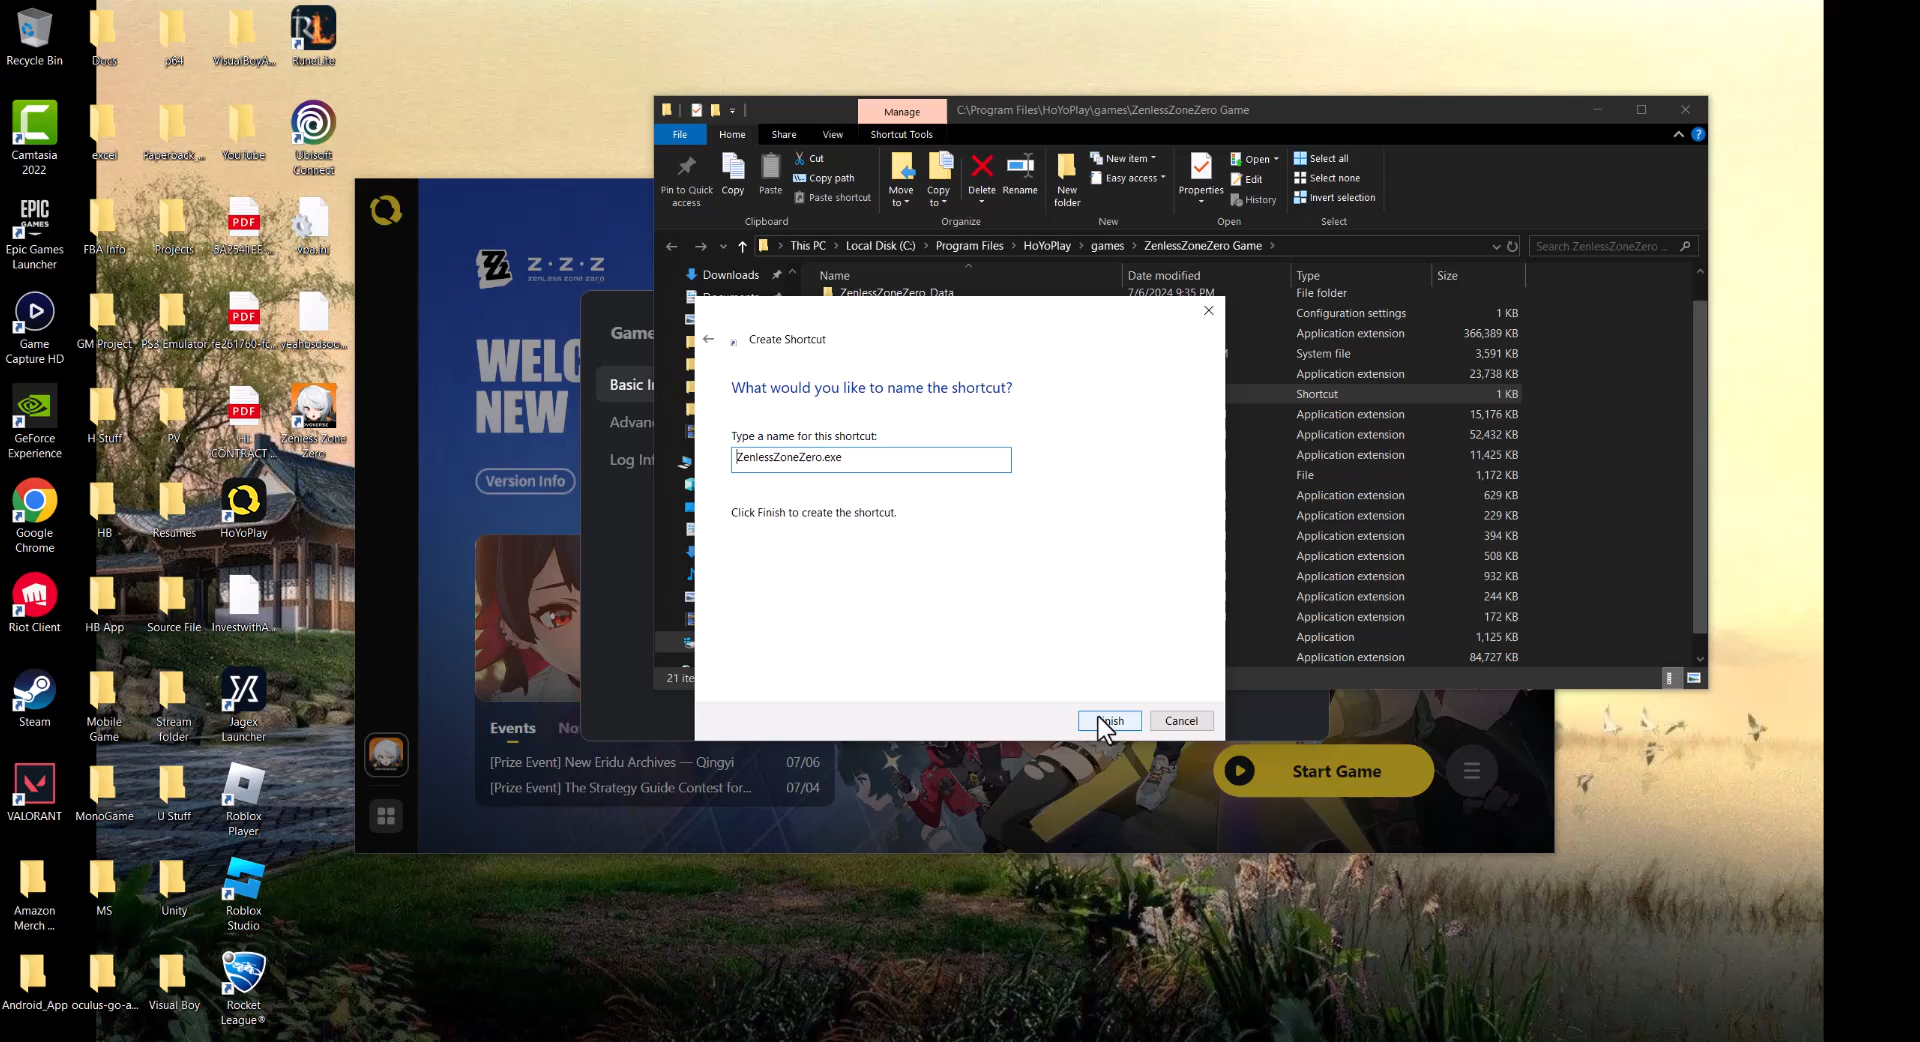 Recycle Bin
Docs
p64
VisualBoyA...
RuneLite
Camtasia
2022
excel
Paperback_...
YouTube
Ubisoft
Connect
EPIC
GAMES
Epic Games
Launcher
FBA Info
Projects
PDF
vba.ini
Game
Capture HD
GM Project
PS3 Emulator
PDF
GeForce
Experience
H Stuff
PV
PDF
CONTRACT ...
Zenless Zone
Zero
Google
Chrome
HB
Resumes
HoYoPlay
Riot Client
HB App
Source File
InvestwithA...
Steam
Mobile
Game
Stream
folder
Jagex
Launcher
VALORANT
MonoGame
U Stuff
Roblox
Player
Amazon
Merch ...
MS
Unity
Roblox
Studio
Android_App
oculus-go-a...
Visual Boy
Rocket
League®
Manage
C:\Program Files\HoYoPlay\games\ZenlessZoneZero Game
File
Home
Share
View
Shortcut Tools
Pin to Quick
access
Copy
Paste
Cut
Copy path
Paste shortcut
Clipboard
Move
to
Copy
to
Delete
Rename
Organize
New
folder
New item
Easy access
New
Properties
Open
Edit
History
Open
Select all
Select none
Invert selection
Select
This PC > Local Disk (C:) > Program Files > HoYoPlay > games > ZenlessZoneZero Game >
Search ZenlessZoneZero ...
Downloads
Name
Date modified
Type
Size
ZenlessZoneZero_Data
7/6/2024 9:35 PM
File folder
Configuration settings 1 KB
Application extension 366,389 KB
System file 3,591 KB
Application extension 23,738 KB
Shortcut 1 KB
Application extension 15,176 KB
Application extension 52,432 KB
Application extension 11,425 KB
File 1,172 KB
Application extension 629 KB
Application extension 229 KB
Application extension 394 KB
Application extension 508 KB
Application extension 932 KB
Application extension 244 KB
Application extension 172 KB
Application 1,125 KB
Application extension 84,727 KB
21 ite
Create Shortcut
What would you like to name the shortcut?
Type a name for this shortcut:
ZenlessZoneZero.exe
Click Finish to create the shortcut.
Cancel
Z·Z·Z
ZENLESS ZONE ZERO
WELC
NEW
Version Info
Game
Basic I
Advan
Log Inf
Events
No
[Prize Event] New Eridu Archives — Qingyi 07/06
[Prize Event] The Strategy Guide Contest for... 07/04
Start Game